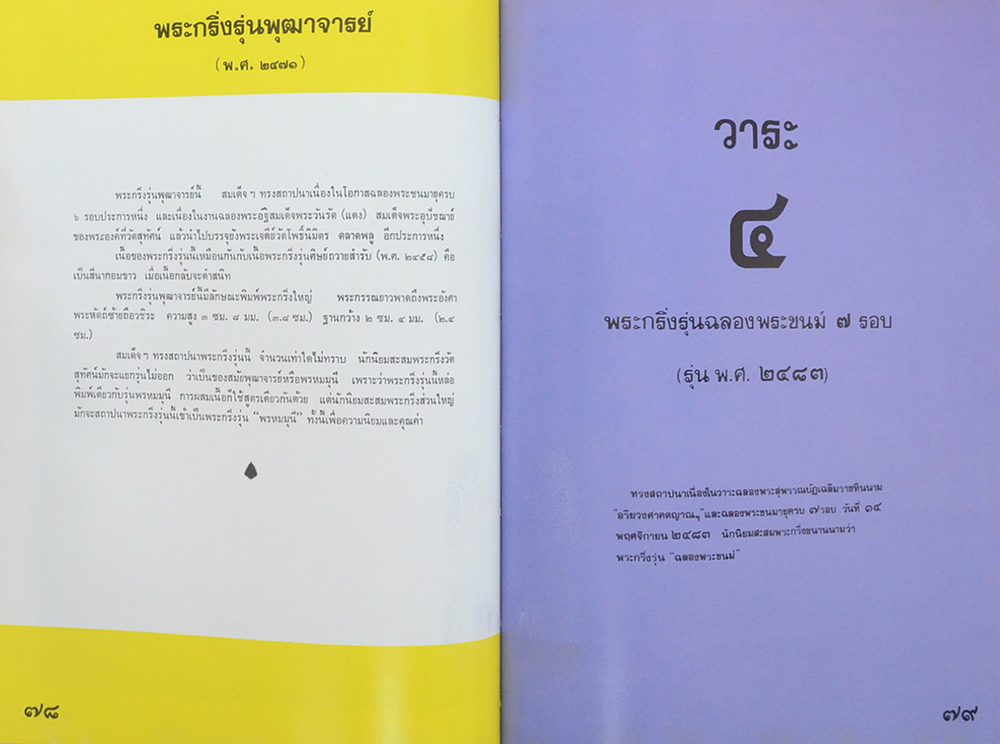 พระกริ่งรุ่นพุฒาจารย์
(พ.ศ. ๒๔๗๑)
พระกริ่งรุ่นพุฒาจารย์นี้ สมเด็จฯ ทรงสถาปนาเนื่องในโอกาสฉลองพระชนมายุครบ
๖ รอบประการหนึ่ง และเนื่องในงานฉลองพระอัฐิสมเด็จพระวันรัต (แดง) สมเด็จพระอุปัชฌาย์
ของพระองค์ที่วัดสุทัศน์ แล้วนำไปบรรจุยังพระเจดีย์วัดโพธิ์นิมิตร ตลาดพลู อีกประการหนึ่ง
เนื้อของพระกริ่งรุ่นนี้เหมือนกันกับเนื้อพระกริ่งรุ่นศิษย์ถวายสำรับ (พ.ศ. ๒๔๕๘) คือ
เป็นสีนากอมขาว เมื่อเนื้อกลับจะดำสนิท
พระกริ่งรุ่นพุฒาจารย์นี้มีลักษณะพิมพ์พระกริ่งใหญ่ พระกรรณยาวพาดถึงพระอังศา
พระหัตถ์ซ้ายถือวชิระ ความสูง ๓ ซม. ๘ มม. (๓.๘ ซม.) ฐานกว้าง ๒ ซม. ๔ มม. (๒.๔
ซม.)
สมเด็จฯ ทรงสถาปนาพระกริ่งรุ่นนี้ จำนวนเท่าใดไม่ทราบ นักนิยมสะสมพระกริ่งวัด
สุทัศน์มักจะแยกรุ่นไม่ออก ว่าเป็นของสมัยพุฒาจารย์หรือพรหมมุนี เพราะว่าพระกริ่งรุ่นนี้หล่อ
พิมพ์เดียวกับรุ่นพรหมมุนี การผสมเนื้อก็ใช้สูตรเดียวกันด้วย แต่นักนิยมสะสมพระกริ่งส่วนใหญ่
มักจะสถาปนาพระกริ่งรุ่นนี้เข้าเป็นพระกริ่งรุ่น “พรหมมุนี” ทั้งนี้เพื่อความนิยมและคุณค่า
๗๘
วาระ
๔
พระกริ่งรุ่นฉลองพระชนม์ ๗ รอบ
(รุ่น พ.ศ. ๒๔๘๓)
ทรงสถาปนาเนื่องในวาระฉลองพระสุพรรณบัฏเฉลิมราชทินนาม
“อริยวงศาคตญาณฯ” และฉลองพระชนมายุครบ ๗ รอบ วันที่ ๑๔
พฤศจิกายน ๒๔๘๓ นักนิยมสะสมพระกริ่งขนานนามว่า
พระกริ่งรุ่น “ฉลองพระชนม์”
๗๙